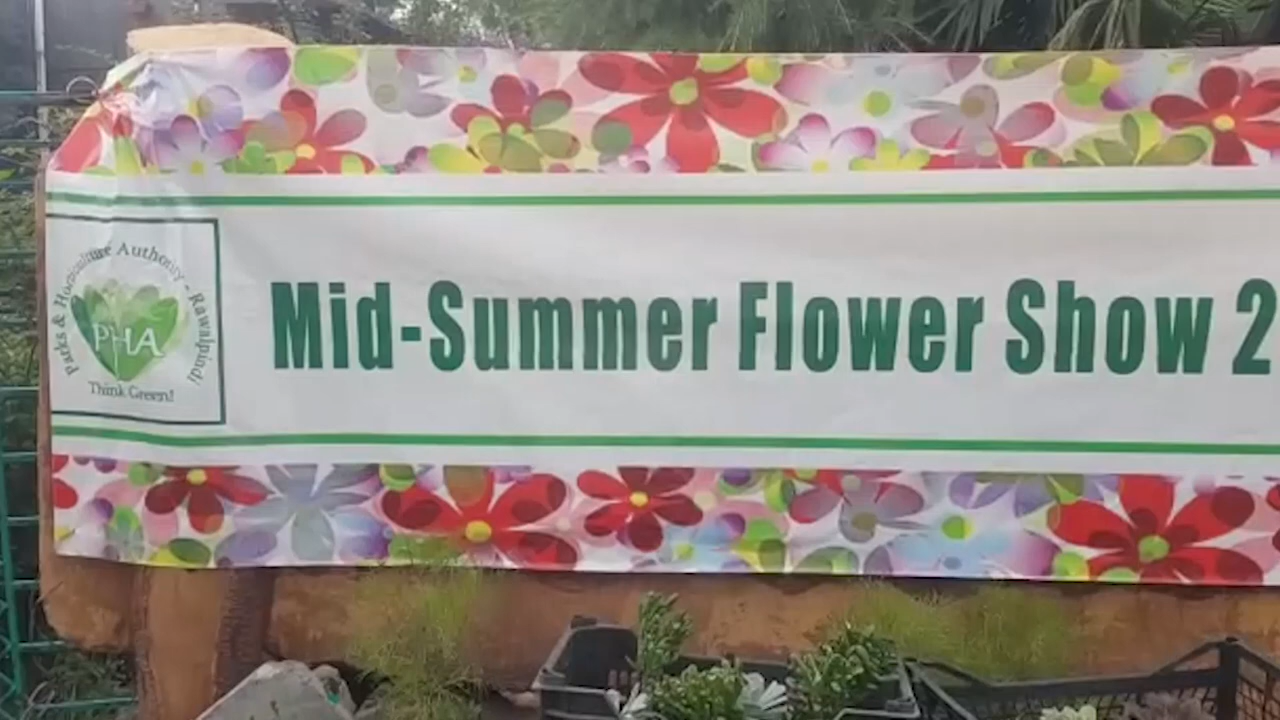 Parks & Horticulture Authority - Rawalpindi
PHA
Think Green!
Mid-Summer Flower Show 2